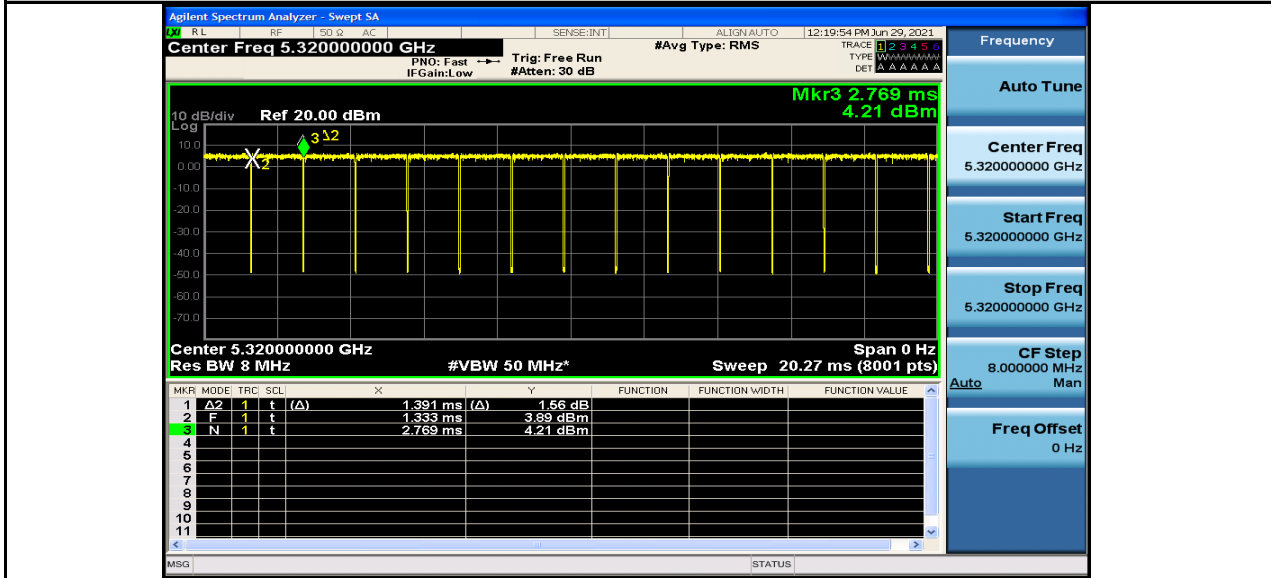 Agilent Spectrum Analyzer - Swept SA
LXI RL RF 50 Ω AC SENSE:INT ALIGN AUTO 12:19:54 PM Jun 29, 2021
Center Freq 5.320000000 GHz #Avg Type: RMS TRACE 1 2 3 4 5 6
PNO: Fast Trig: Free Run TYPE WWWWWW
IFGain:Low #Atten: 30 dB DET A A A A A A
Mkr3 2.769 ms
4.21 dBm
10 dB/div Ref 20.00 dBm
Log
10.0
0.00
-10.0
-20.0
-30.0
-40.0
-50.0
-60.0
-70.0
2
3 Δ2
Center 5.320000000 GHz Span 0 Hz
Res BW 8 MHz #VBW 50 MHz* Sweep 20.27 ms (8001 pts)
MKR MODE TRC SCL X Y FUNCTION FUNCTION WIDTH FUNCTION VALUE
1 Δ2 1 t (Δ) 1.391 ms (Δ) 1.56 dB
2 F 1 t 1.333 ms 3.89 dBm
3 N 1 t 2.769 ms 4.21 dBm
4
5
6
7
8
9
10
11
MSG STATUS
Frequency
Auto Tune
Center Freq
5.320000000 GHz
Start Freq
5.320000000 GHz
Stop Freq
5.320000000 GHz
CF Step
8.000000 MHz
Auto Man
Freq Offset
0 Hz